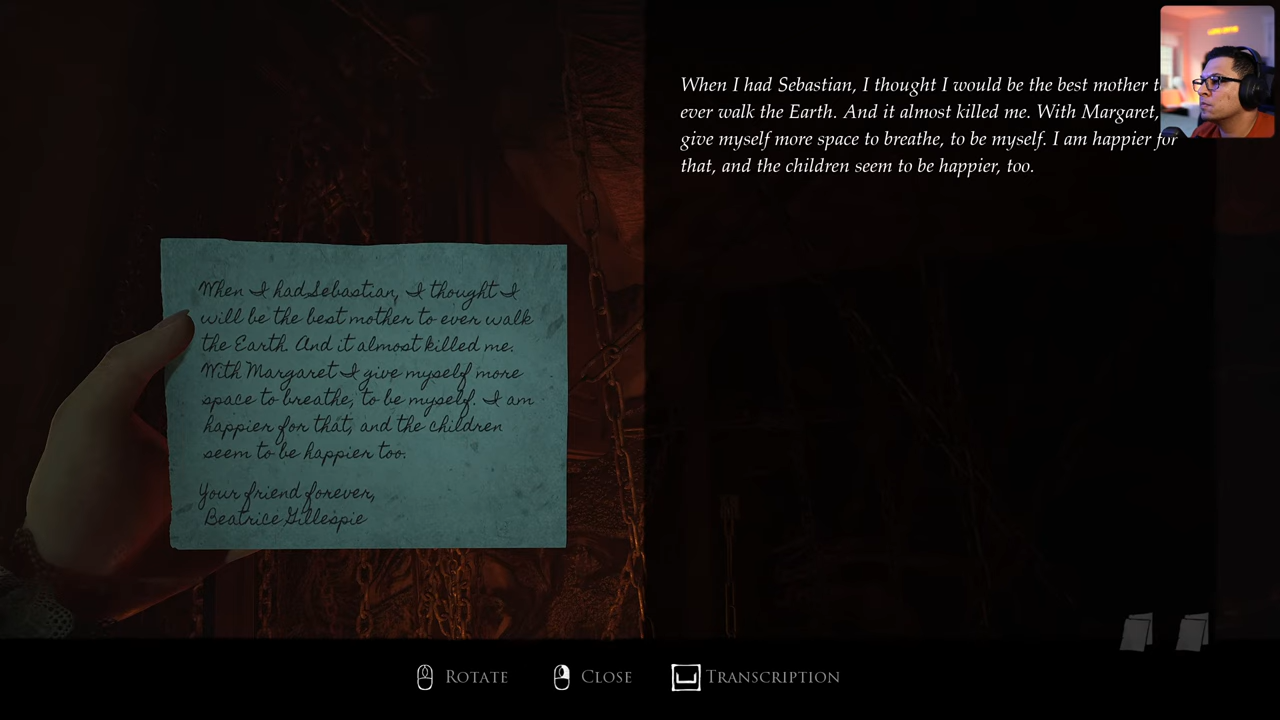 When I had Sebastian, I thought I would be the best mother
ever walk the Earth. And it almost killed me. With Margaret,
give myself more space to breathe, to be myself. I am happier for
that, and the children seem to be happier, too.
When I had Sebastian, I thought I
will be the best mother to ever walk
the Earth. And it almost killed me.
With Margaret I give myself more
space to breathe, to be myself. I am
happier for that, and the children
seem to be happier too.
Your friend forever,
Beatrice Gillespie
ROTATE
CLOSE
TRANSCRIPTION